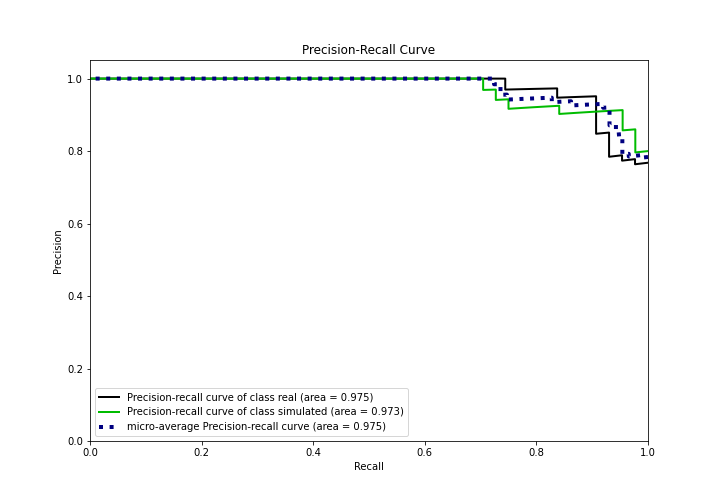 Precision-Recall Curve
1.0
0.8
0.6
0.4
0.2
0.0
Precision
Precision-recall curve of class real (area = 0.975)
Precision-recall curve of class simulated (area = 0.973)
micro-average Precision-recall curve (area = 0.975)
0.0 0.2 0.4 0.6 0.8 1.0
Recall